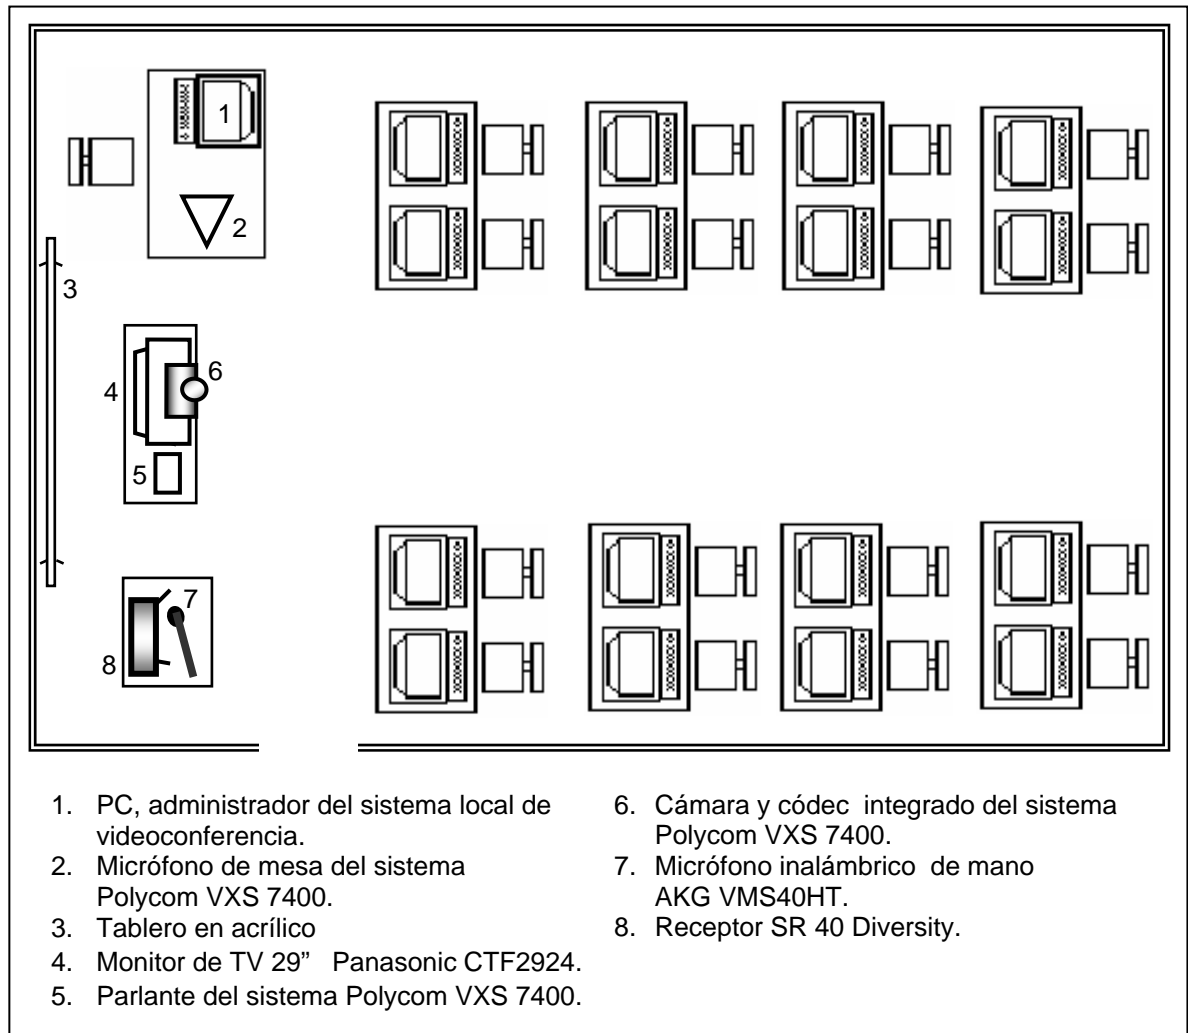 1
2
3
4
6
5
7
8
1. PC, administrador del sistema local de
videoconferencia.
2. Micrófono de mesa del sistema
Polycom VXS 7400.
3. Tablero en acrílico
4. Monitor de TV 29” Panasonic CTF2924.
5. Parlante del sistema Polycom VXS 7400.
6. Cámara y códec integrado del sistema
Polycom VXS 7400.
7. Micrófono inalámbrico de mano
AKG VMS40HT.
8. Receptor SR 40 Diversity.